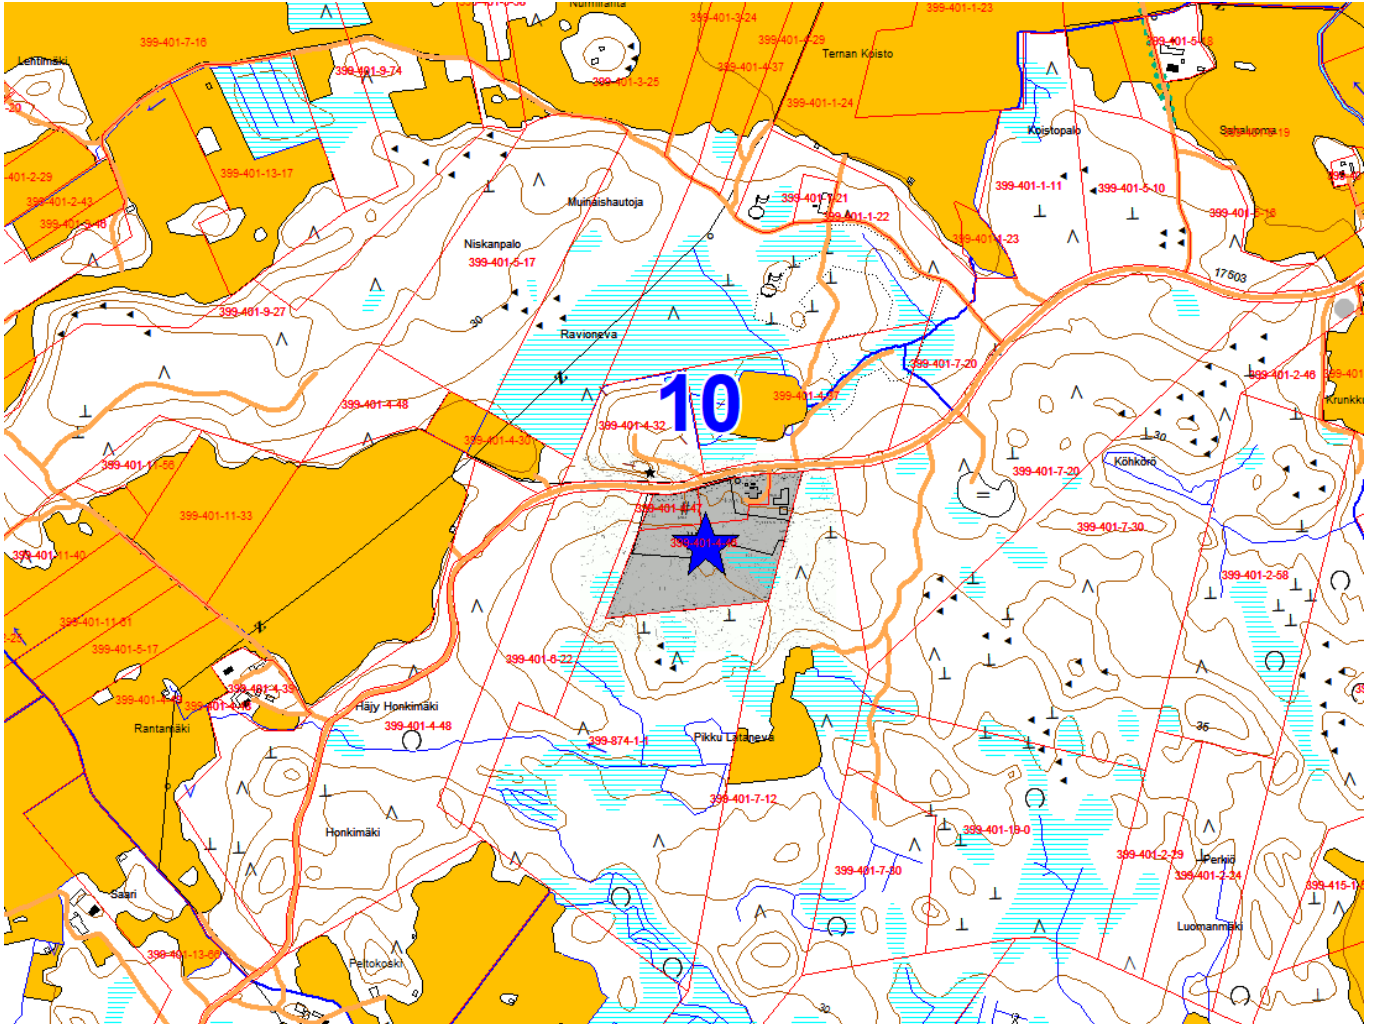 Nurmiranta
399-401-1-23
399-401-3-24
399-401-7-16
399-401-4-29
399-401-5-18
Ternan Koisto
Lehtimäki
399-401-4-37
399-401-9-74
399-401-3-25
399-401-1-24
Koistopalo
Sahaluoma
399-401-13-17
-401-2-29
399-401-1-11
399-401-5-10
399-401-7-21
399-401-2-43
Muinaishautoja
399-401-1-22
399-401-5-16
399-401-9-46
Niskanpalo
399-401-1-23
399-401-5-17
17503
399-401-9-27
30
Ravioneva
399-401-7-20
399-401-2-46
10
399-401-4-37
399-401-4-48
Krunkku
399-401-4-32
30
399-401-4-30
399-401-11-56
Köhkörö
399-401-7-20
399-401-11-33
399-401-7-30
399-401-11-40
399-401-2-58
399-401-11-61
399-401-5-17
399-401-6-22
399-401-4-39
Häjy Honkimäki
Rantamäki
399-401-4-48
35
Pikku Lataneva
399-874-1-1
399-401-7-12
Honkimäki
399-401-19-0
399-401-2-29
Perkiö
399-401-7-30
399-401-2-24
Saari
Luomanmäki
399-401-13-66
Peltokoski
30